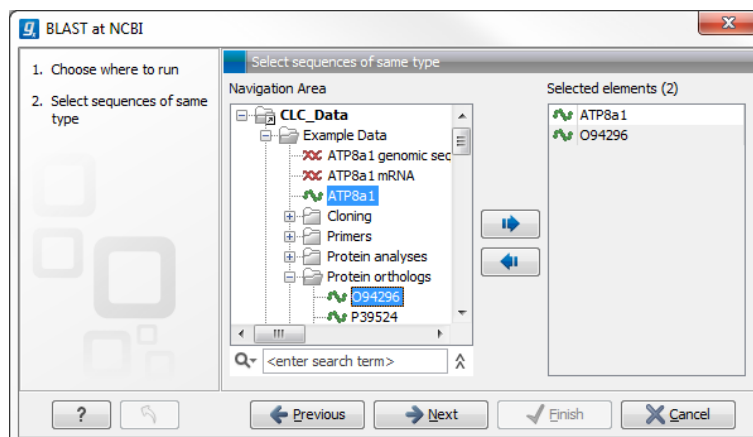 BLAST at NCBI
1. Choose where to run
2. Select sequences of same
type
Select sequences of same type
Navigation Area
CLC_Data
Example Data
ATP8a1 genomic sec
ATP8a1 mRNA
ATP8a1
Cloning
Primers
Protein analyses
Protein orthologs
O94296
P39524
<enter search term>
Selected elements (2)
ATP8a1
O94296
?
Previous
Next
Finish
Cancel